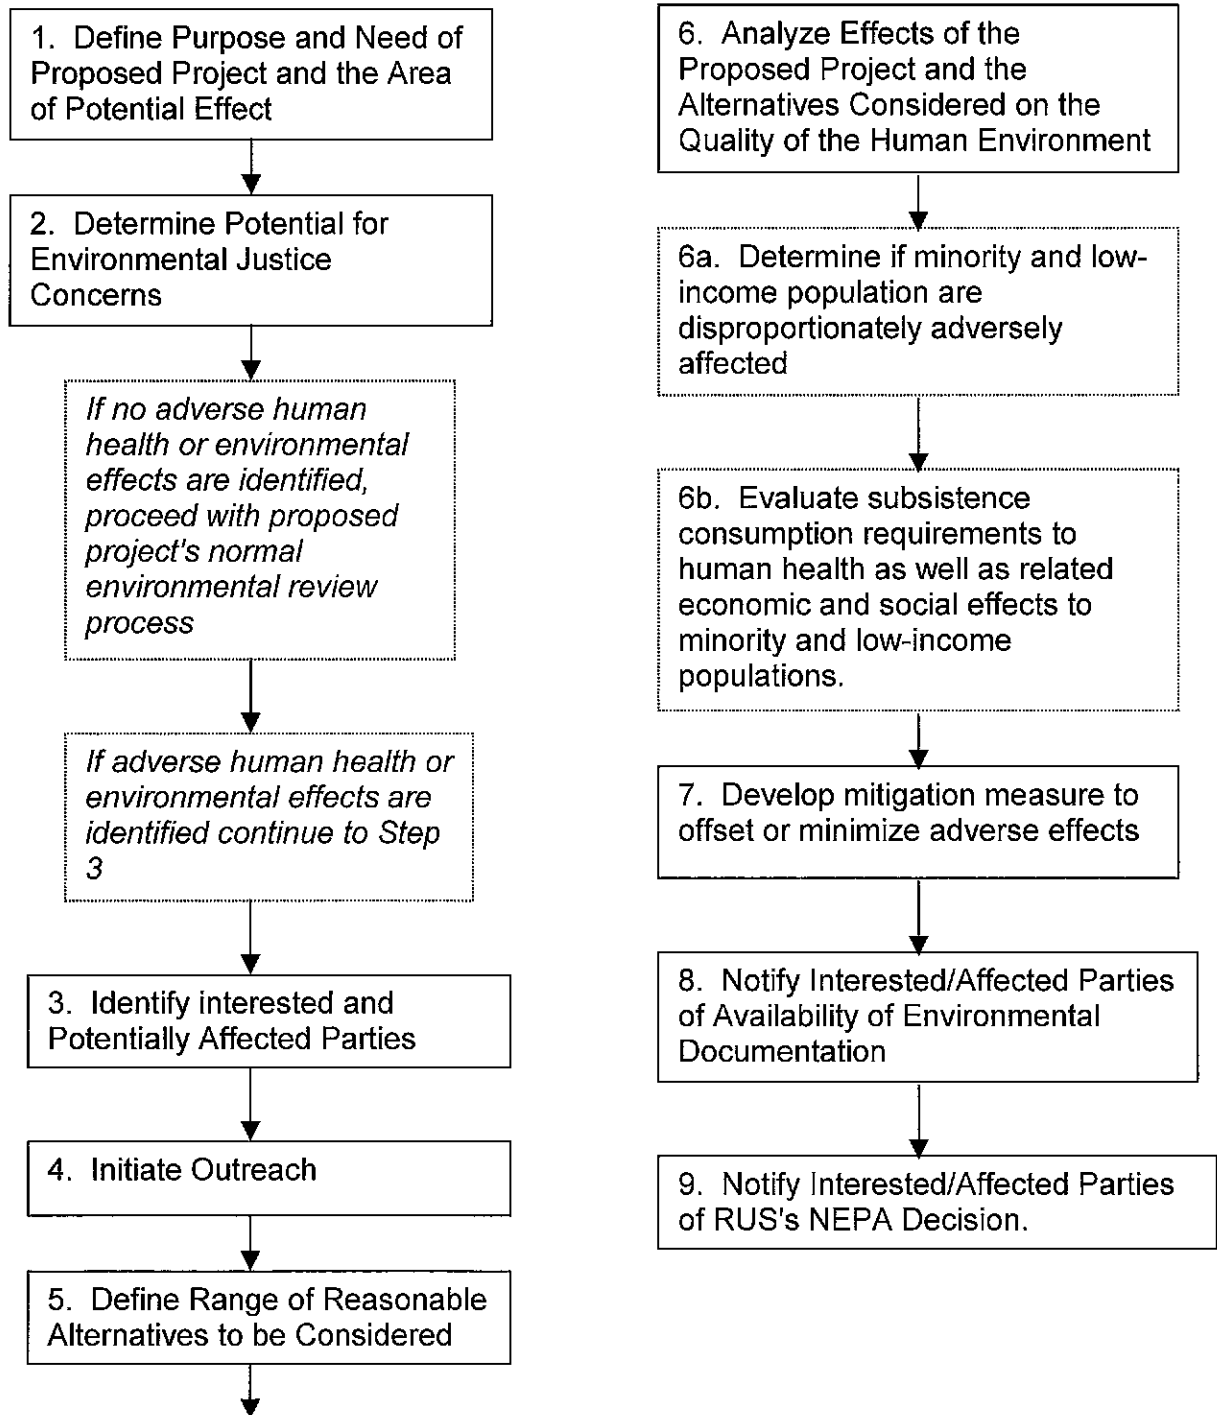 1.  Define Purpose and Need of
Proposed Project and the Area
of Potential Effect
2.  Determine Potential for
Environmental Justice
Concerns
If no adverse human
health or environmental
effects are identified,
proceed with proposed
project's normal
environmental review
process
If adverse human health or
environmental effects are
identified continue to Step
3
3.  Identify interested and
Potentially Affected Parties
4.  Initiate Outreach
5.  Define Range of Reasonable
Alternatives to be Considered
6.  Analyze Effects of the
Proposed Project and the
Alternatives Considered on the
Quality of the Human Environment
6a.  Determine if minority and low-
income population are
disproportionately adversely
affected
6b.  Evaluate subsistence
consumption requirements to
human health as well as related
economic and social effects to
minority and low-income
populations.
7.  Develop mitigation measure to
offset or minimize adverse effects
8.  Notify Interested/Affected Parties
of Availability of Environmental
Documentation
9.  Notify Interested/Affected Parties
of RUS's NEPA Decision.